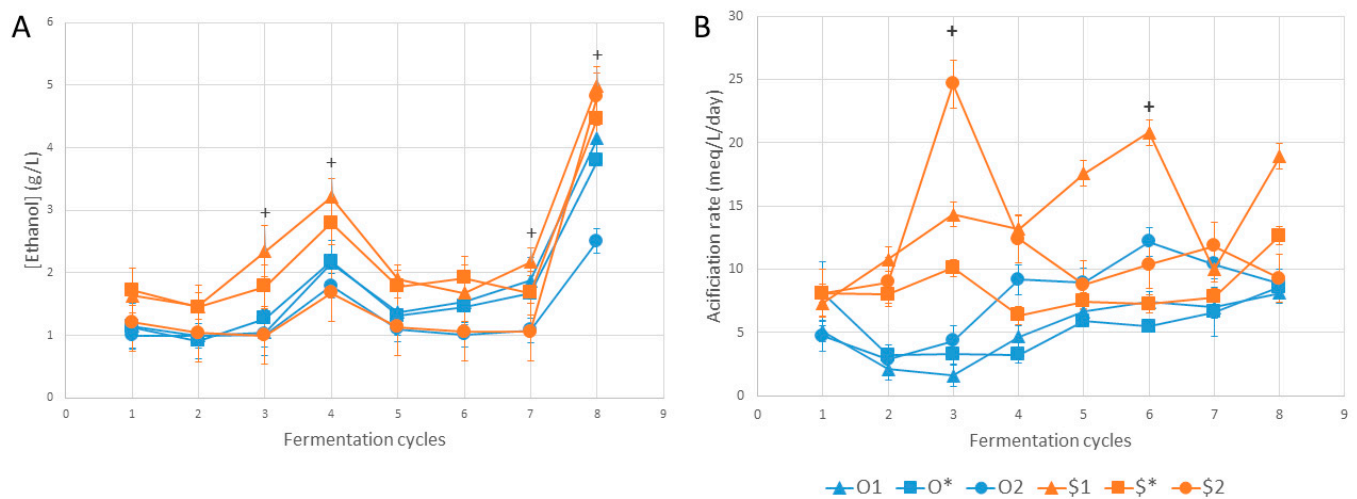 A
6
5
4
3
2
1
0
[Ethanol] (g/L)
+
+
+
+
0 1 2 3 4 5 6 7 8 9
Fermentation cycles
B
30
25
20
15
10
5
0
Acificiation rate (meq/L/day)
+
+
0 1 2 3 4 5 6 7 8 9
Fermentation cycles
O1 O* O2 $1 $* $2